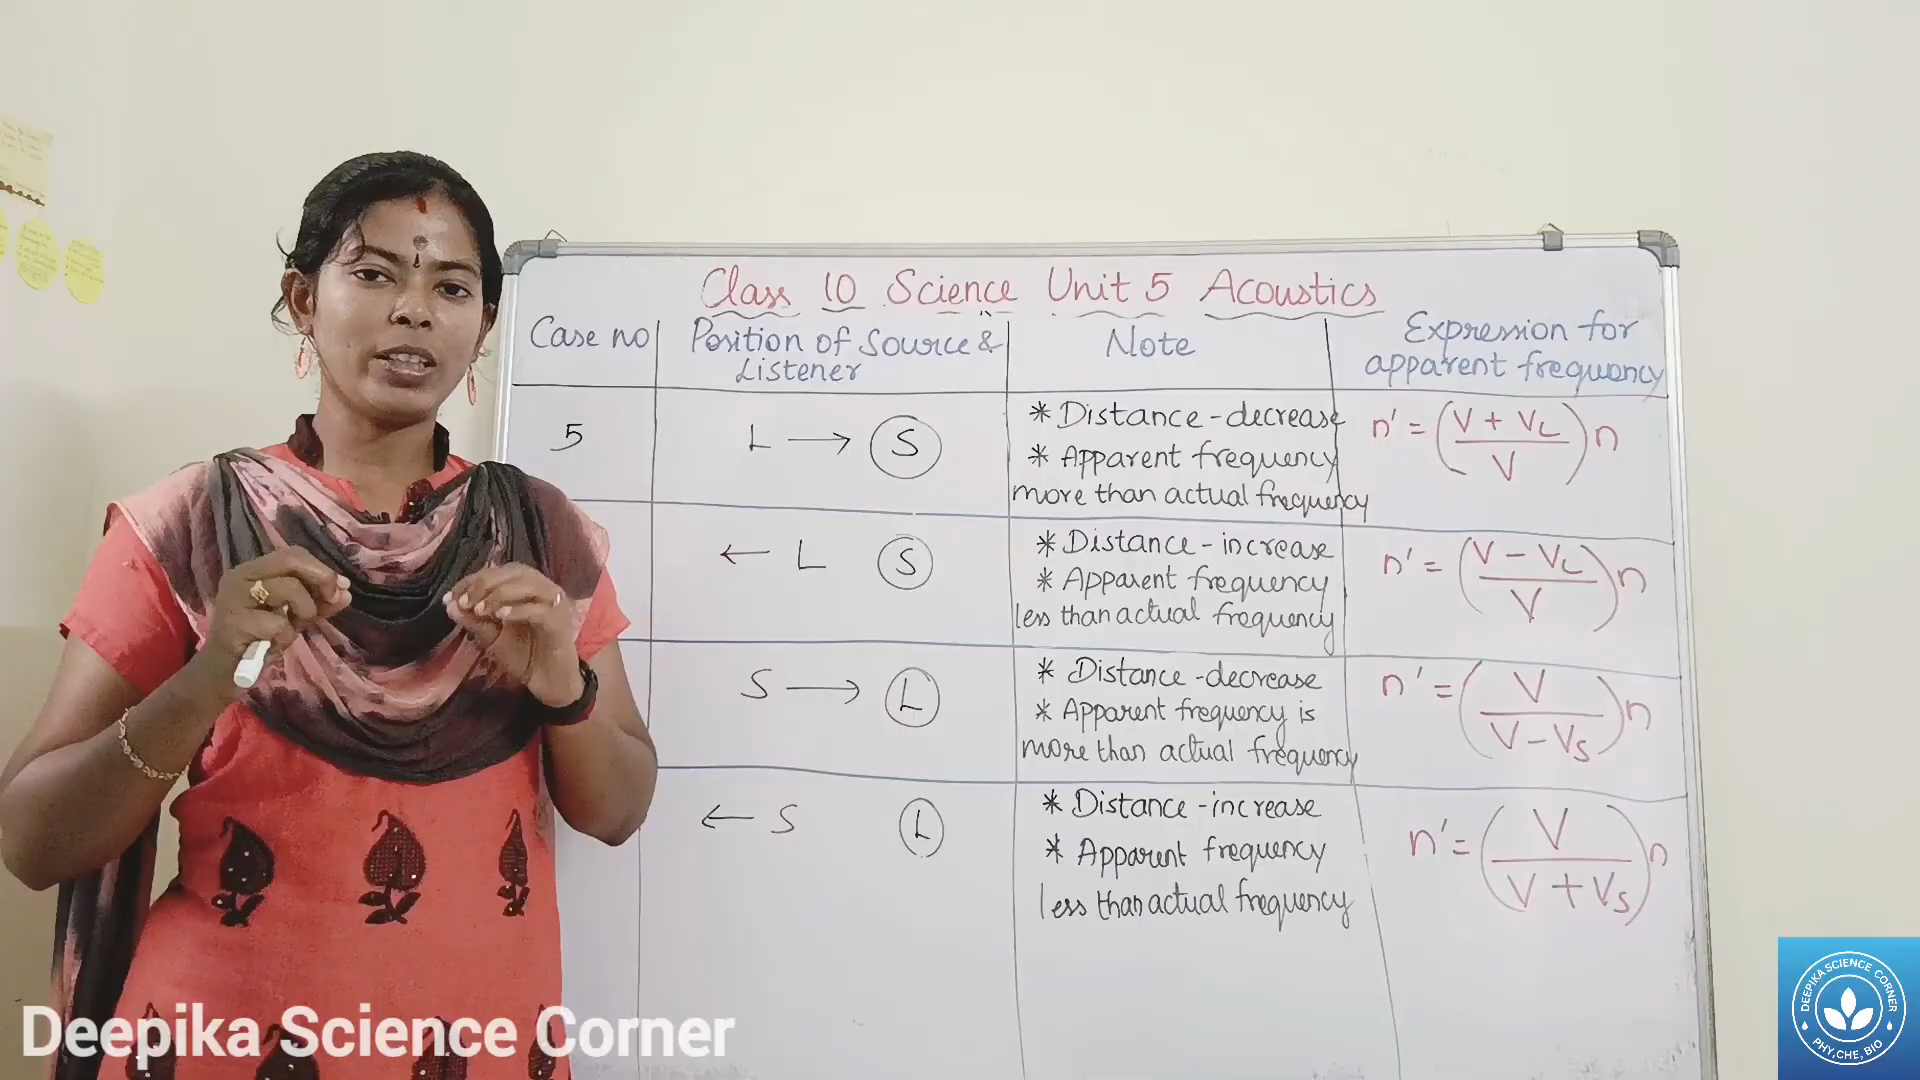 Class 10 Science Unit 5 Acoustics
Case no
Position of Source &
Listener
Note
Expression for
apparent frequency
5
L → S
* Distance - decrease
* Apparent frequency
more than actual frequency
n' = (V + VL / V) n
← L S
* Distance - increase
* Apparent frequency
less than actual frequency
n' = (V - VL / V) n
S → L
* Distance - decrease
* Apparent frequency is
more than actual frequency
n' = (V / V - Vs) n
← S L
* Distance - increase
* Apparent frequency
less than actual frequency
n' = (V / V + Vs) n
Deepika Science Corner
DEEPIKA SCIENCE CORNER
PHY,CHE, BIO